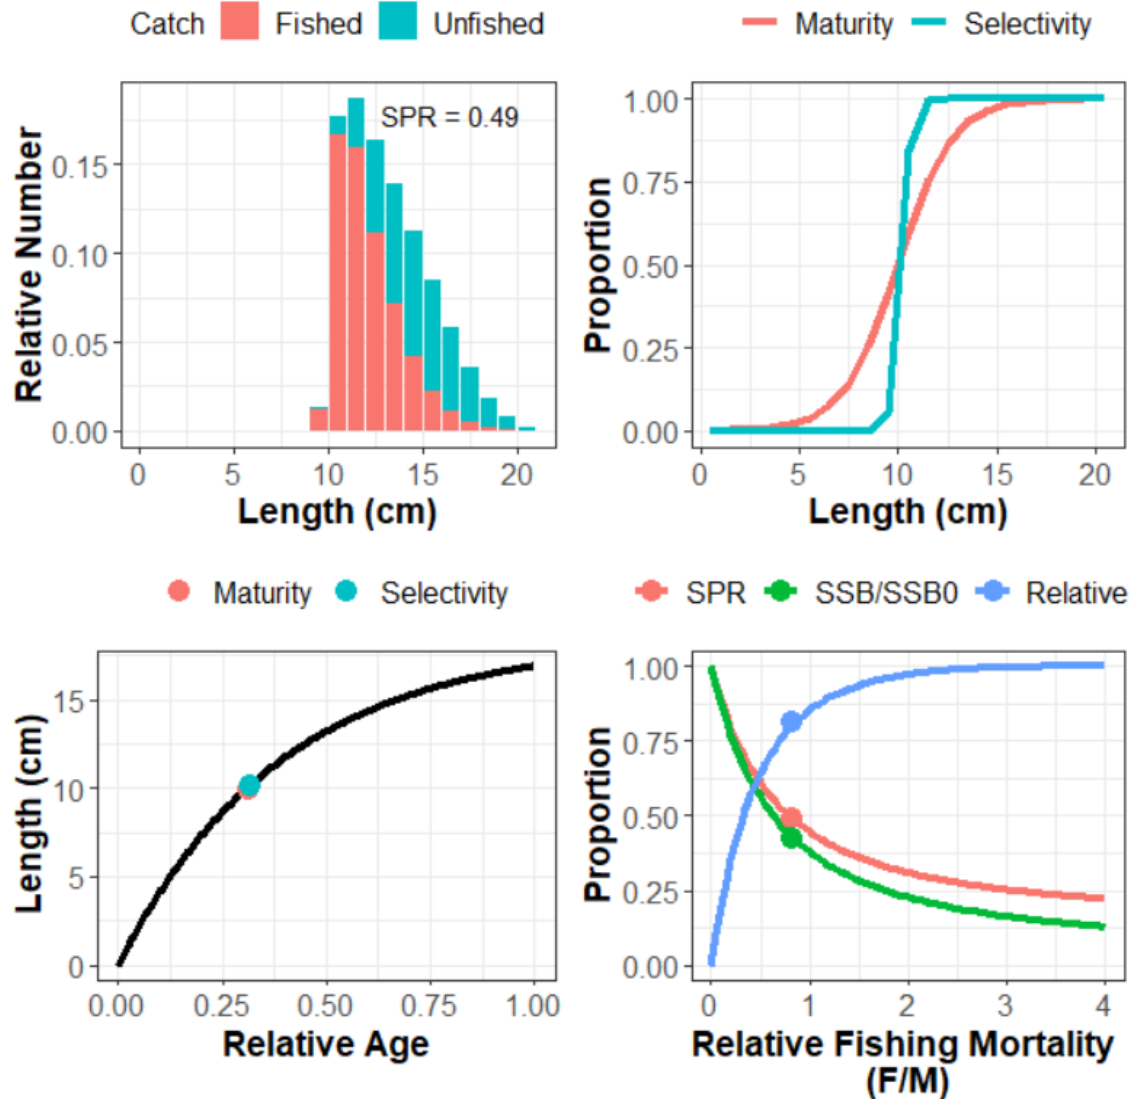 Catch Fished Unfished
SPR = 0.49
Relative Number
0.15
0.10
0.05
0.00
0 5 10 15 20
Length (cm)
Maturity Selectivity
Proportion
1.00
0.75
0.50
0.25
0.00
0 5 10 15 20
Length (cm)
Maturity Selectivity
Length (cm)
15
10
5
0
0.00 0.25 0.50 0.75 1.00
Relative Age
SPR SSB/SSB0 Relative
Proportion
1.00
0.75
0.50
0.25
0.00
0 1 2 3 4
Relative Fishing Mortality
(F/M)